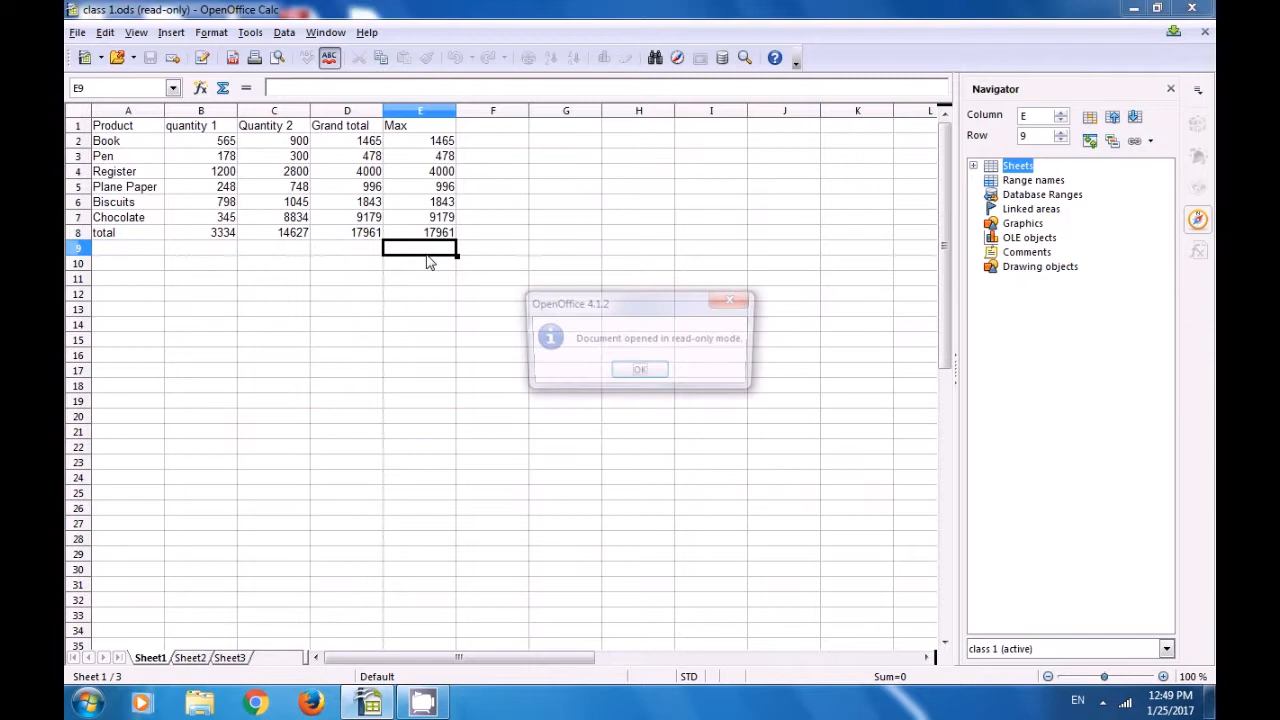 class 1.ods (read-only) - OpenOffice Calc
File Edit View Insert Format Tools Data Window Help
ABC ABC
E9
A B C D E F G H I J K L
1 Product quantity 1 Quantity 2 Grand total Max
2 Book 565 900 1465 1465
3 Pen 178 300 478 478
4 Register 1200 2800 4000 4000
5 Plane Paper 248 748 996 996
6 Biscuits 798 1045 1843 1843
7 Chocolate 345 8834 9179 9179
8 total 3334 14627 17961 17961
9
10
11
12
13
14
15
16
17
18
19
20
21
22
23
24
25
26
27
28
29
30
31
32
33
34
35
OpenOffice 4.1.2
Document opened in read-only mode.
OK
Navigator
Column E
Row 9
Sheets
Range names
Database Ranges
Linked areas
Graphics
OLE objects
Comments
Drawing objects
class 1 (active)
Sheet1 Sheet2 Sheet3
Sheet 1 / 3 Default STD Sum=0 100 %
EN 12:49 PM
1/25/2017